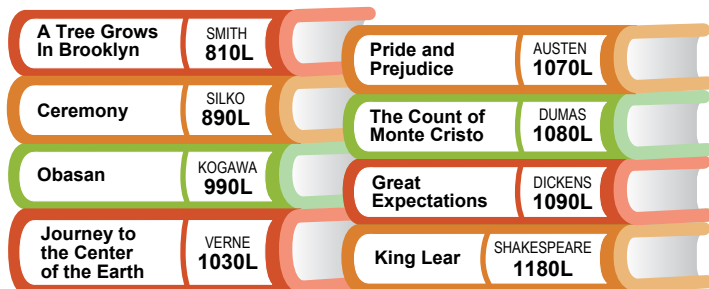 A Tree Grows
In Brooklyn
SMITH
810L
Ceremony
SILKO
890L
Obasan
KOGAWA
990L
Journey to
the Center
of the Earth
VERNE
1030L
Pride and
Prejudice
AUSTEN
1070L
The Count of
Monte Cristo
DUMAS
1080L
Great
Expectations
DICKENS
1090L
King Lear
SHAKESPEARE
1180L